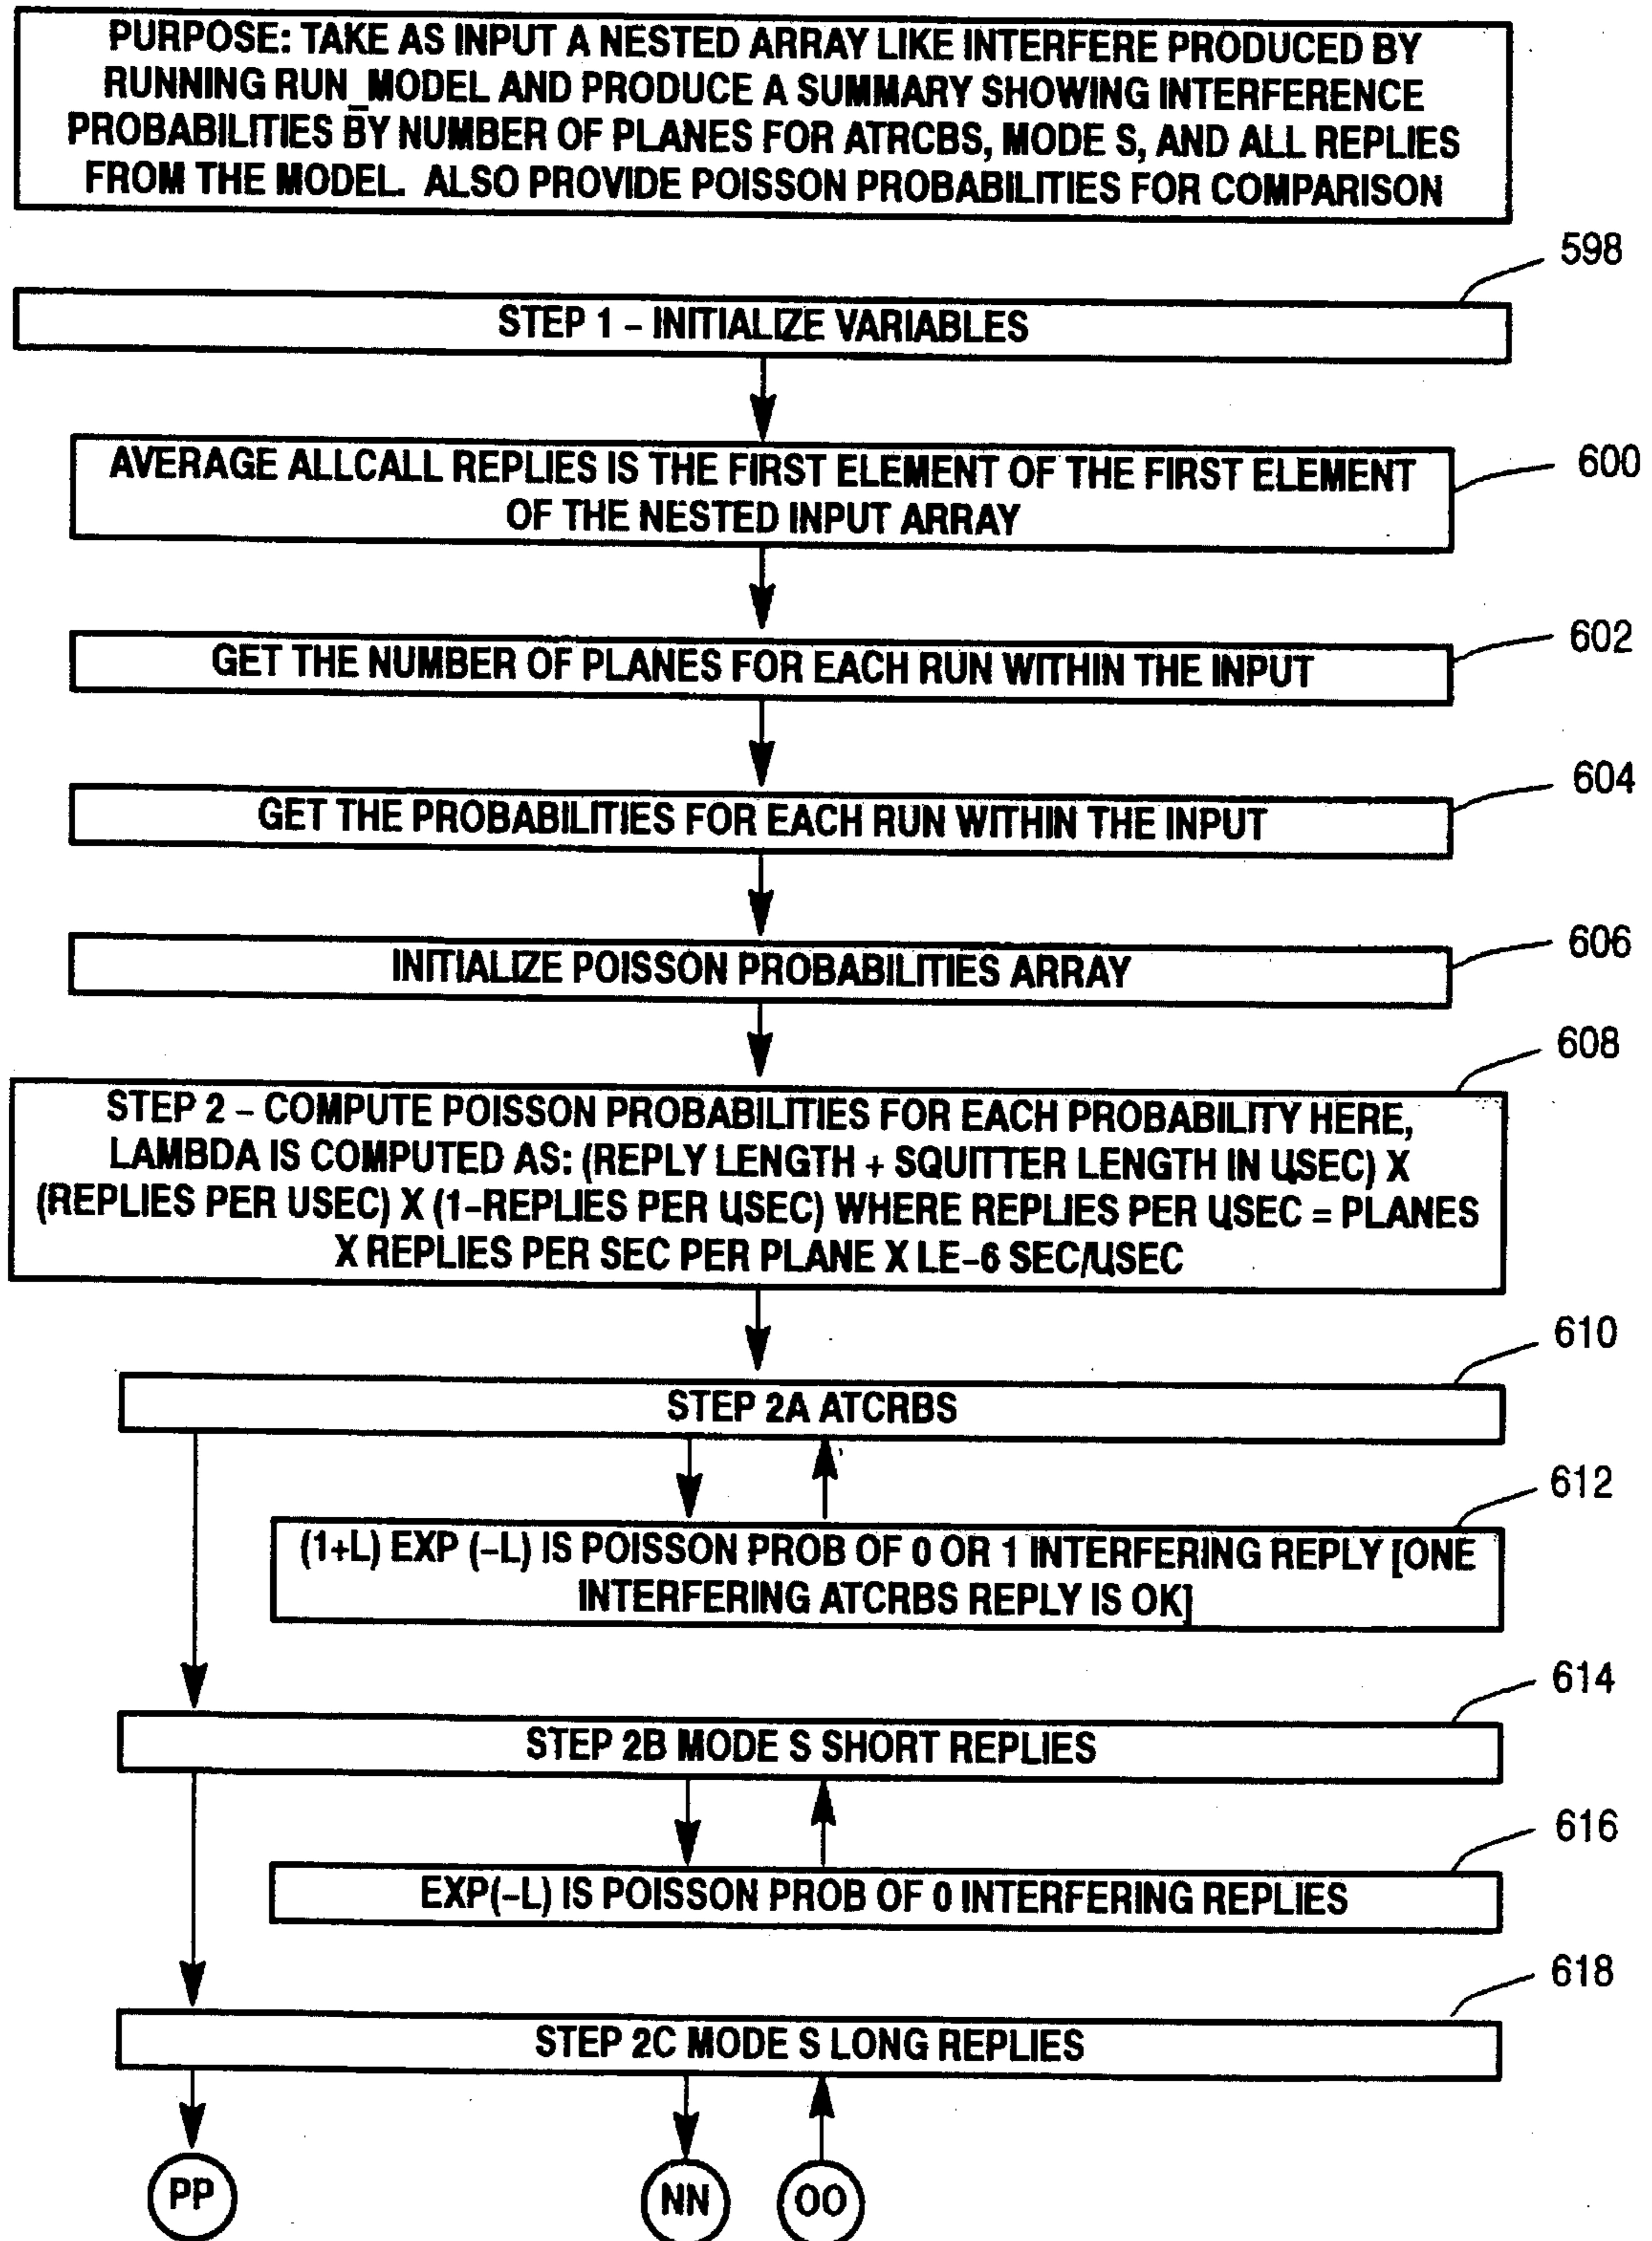 PURPOSE: TAKE AS INPUT A NESTED ARRAY LIKE INTERFERE PRODUCED BY
RUNNING RUN_MODEL AND PRODUCE A SUMMARY SHOWING INTERFERENCE
PROBABILITIES BY NUMBER OF PLANES FOR ATRCBS, MODE S, AND ALL REPLIES
FROM THE MODEL. ALSO PROVIDE POISSON PROBABILITIES FOR COMPARISON
598
STEP 1 – INITIALIZE VARIABLES
600
AVERAGE ALLCALL REPLIES IS THE FIRST ELEMENT OF THE FIRST ELEMENT
OF THE NESTED INPUT ARRAY
602
GET THE NUMBER OF PLANES FOR EACH RUN WITHIN THE INPUT
604
GET THE PROBABILITIES FOR EACH RUN WITHIN THE INPUT
606
INITIALIZE POISSON PROBABILITIES ARRAY
608
STEP 2 – COMPUTE POISSON PROBABILITIES FOR EACH PROBABILITY HERE,
LAMBDA IS COMPUTED AS: (REPLY LENGTH + SQUITTER LENGTH IN µSEC) X
(REPLIES PER USEC) X (1–REPLIES PER µSEC) WHERE REPLIES PER µSEC = PLANES
X REPLIES PER SEC PER PLANE X LE–6 SEC/µSEC
610
STEP 2A ATCRBS
612
(1+L) EXP (–L) IS POISSON PROB OF 0 OR 1 INTERFERING REPLY [ONE
INTERFERING ATCRBS REPLY IS OK]
614
STEP 2B MODE S SHORT REPLIES
616
EXP(–L) IS POISSON PROB OF 0 INTERFERING REPLIES
618
STEP 2C MODE S LONG REPLIES
PP NN OO